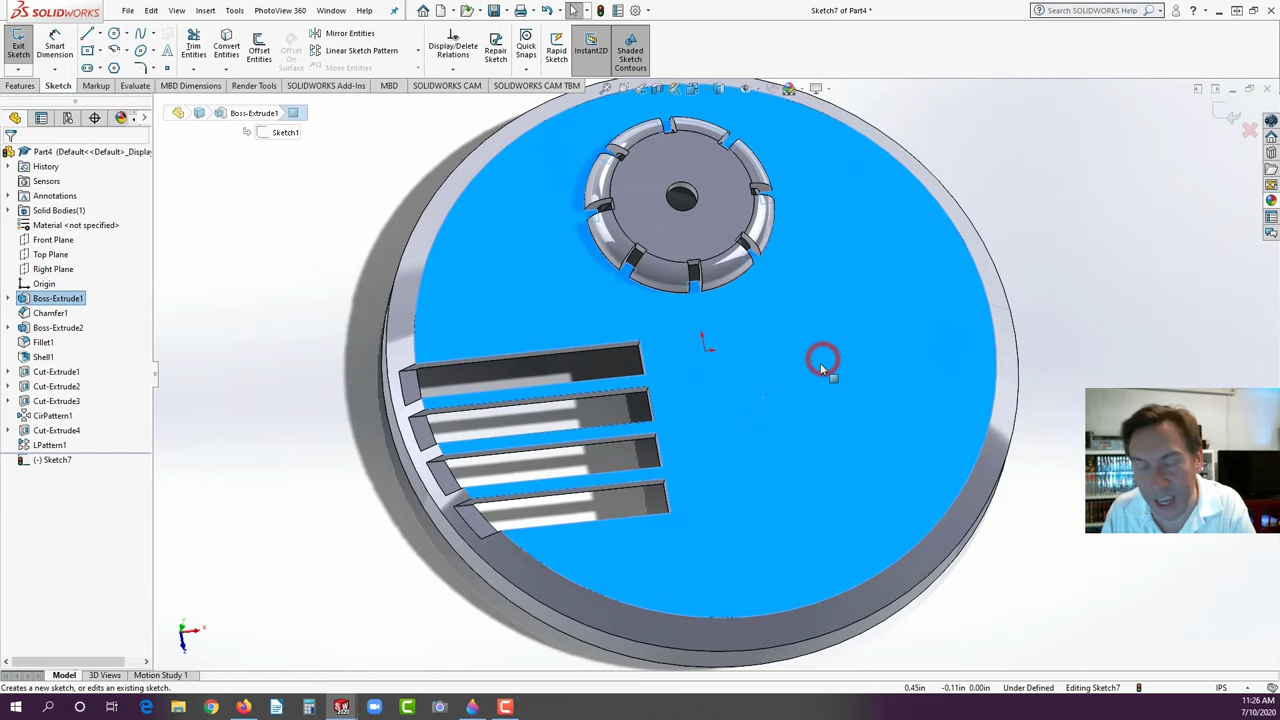 SOLIDWORKS
File Edit View Insert Tools PhotoView 360 Window Help
Sketch7 of Part4 *
Search SOLIDWORKS Help
Exit Sketch
Smart Dimension
Trim Entities
Convert Entities
Offset Entities
Offset On Surface
Mirror Entities
Linear Sketch Pattern
Move Entities
Display/Delete Relations
Repair Sketch
Quick Snaps
Rapid Sketch
Instant2D
Shaded Sketch Contours
Features Sketch Markup Evaluate MBD Dimensions Render Tools SOLIDWORKS Add-Ins MBD SOLIDWORKS CAM SOLIDWORKS CAM TBM
Boss-Extrude1
Sketch1
Part4 (Default<<Default>_Display
History
Sensors
Annotations
Solid Bodies(1)
Material <not specified>
Front Plane
Top Plane
Right Plane
Origin
Boss-Extrude1
Chamfer1
Boss-Extrude2
Fillet1
Shell1
Cut-Extrude1
Cut-Extrude2
Cut-Extrude3
CirPattern1
Cut-Extrude4
LPattern1
(-) Sketch7
Model 3D Views Motion Study 1
Creates a new sketch, or edits an existing sketch.
0.45in -0.11in 0.00in Under Defined Editing Sketch7 IPS
11:26 AM
7/10/2020